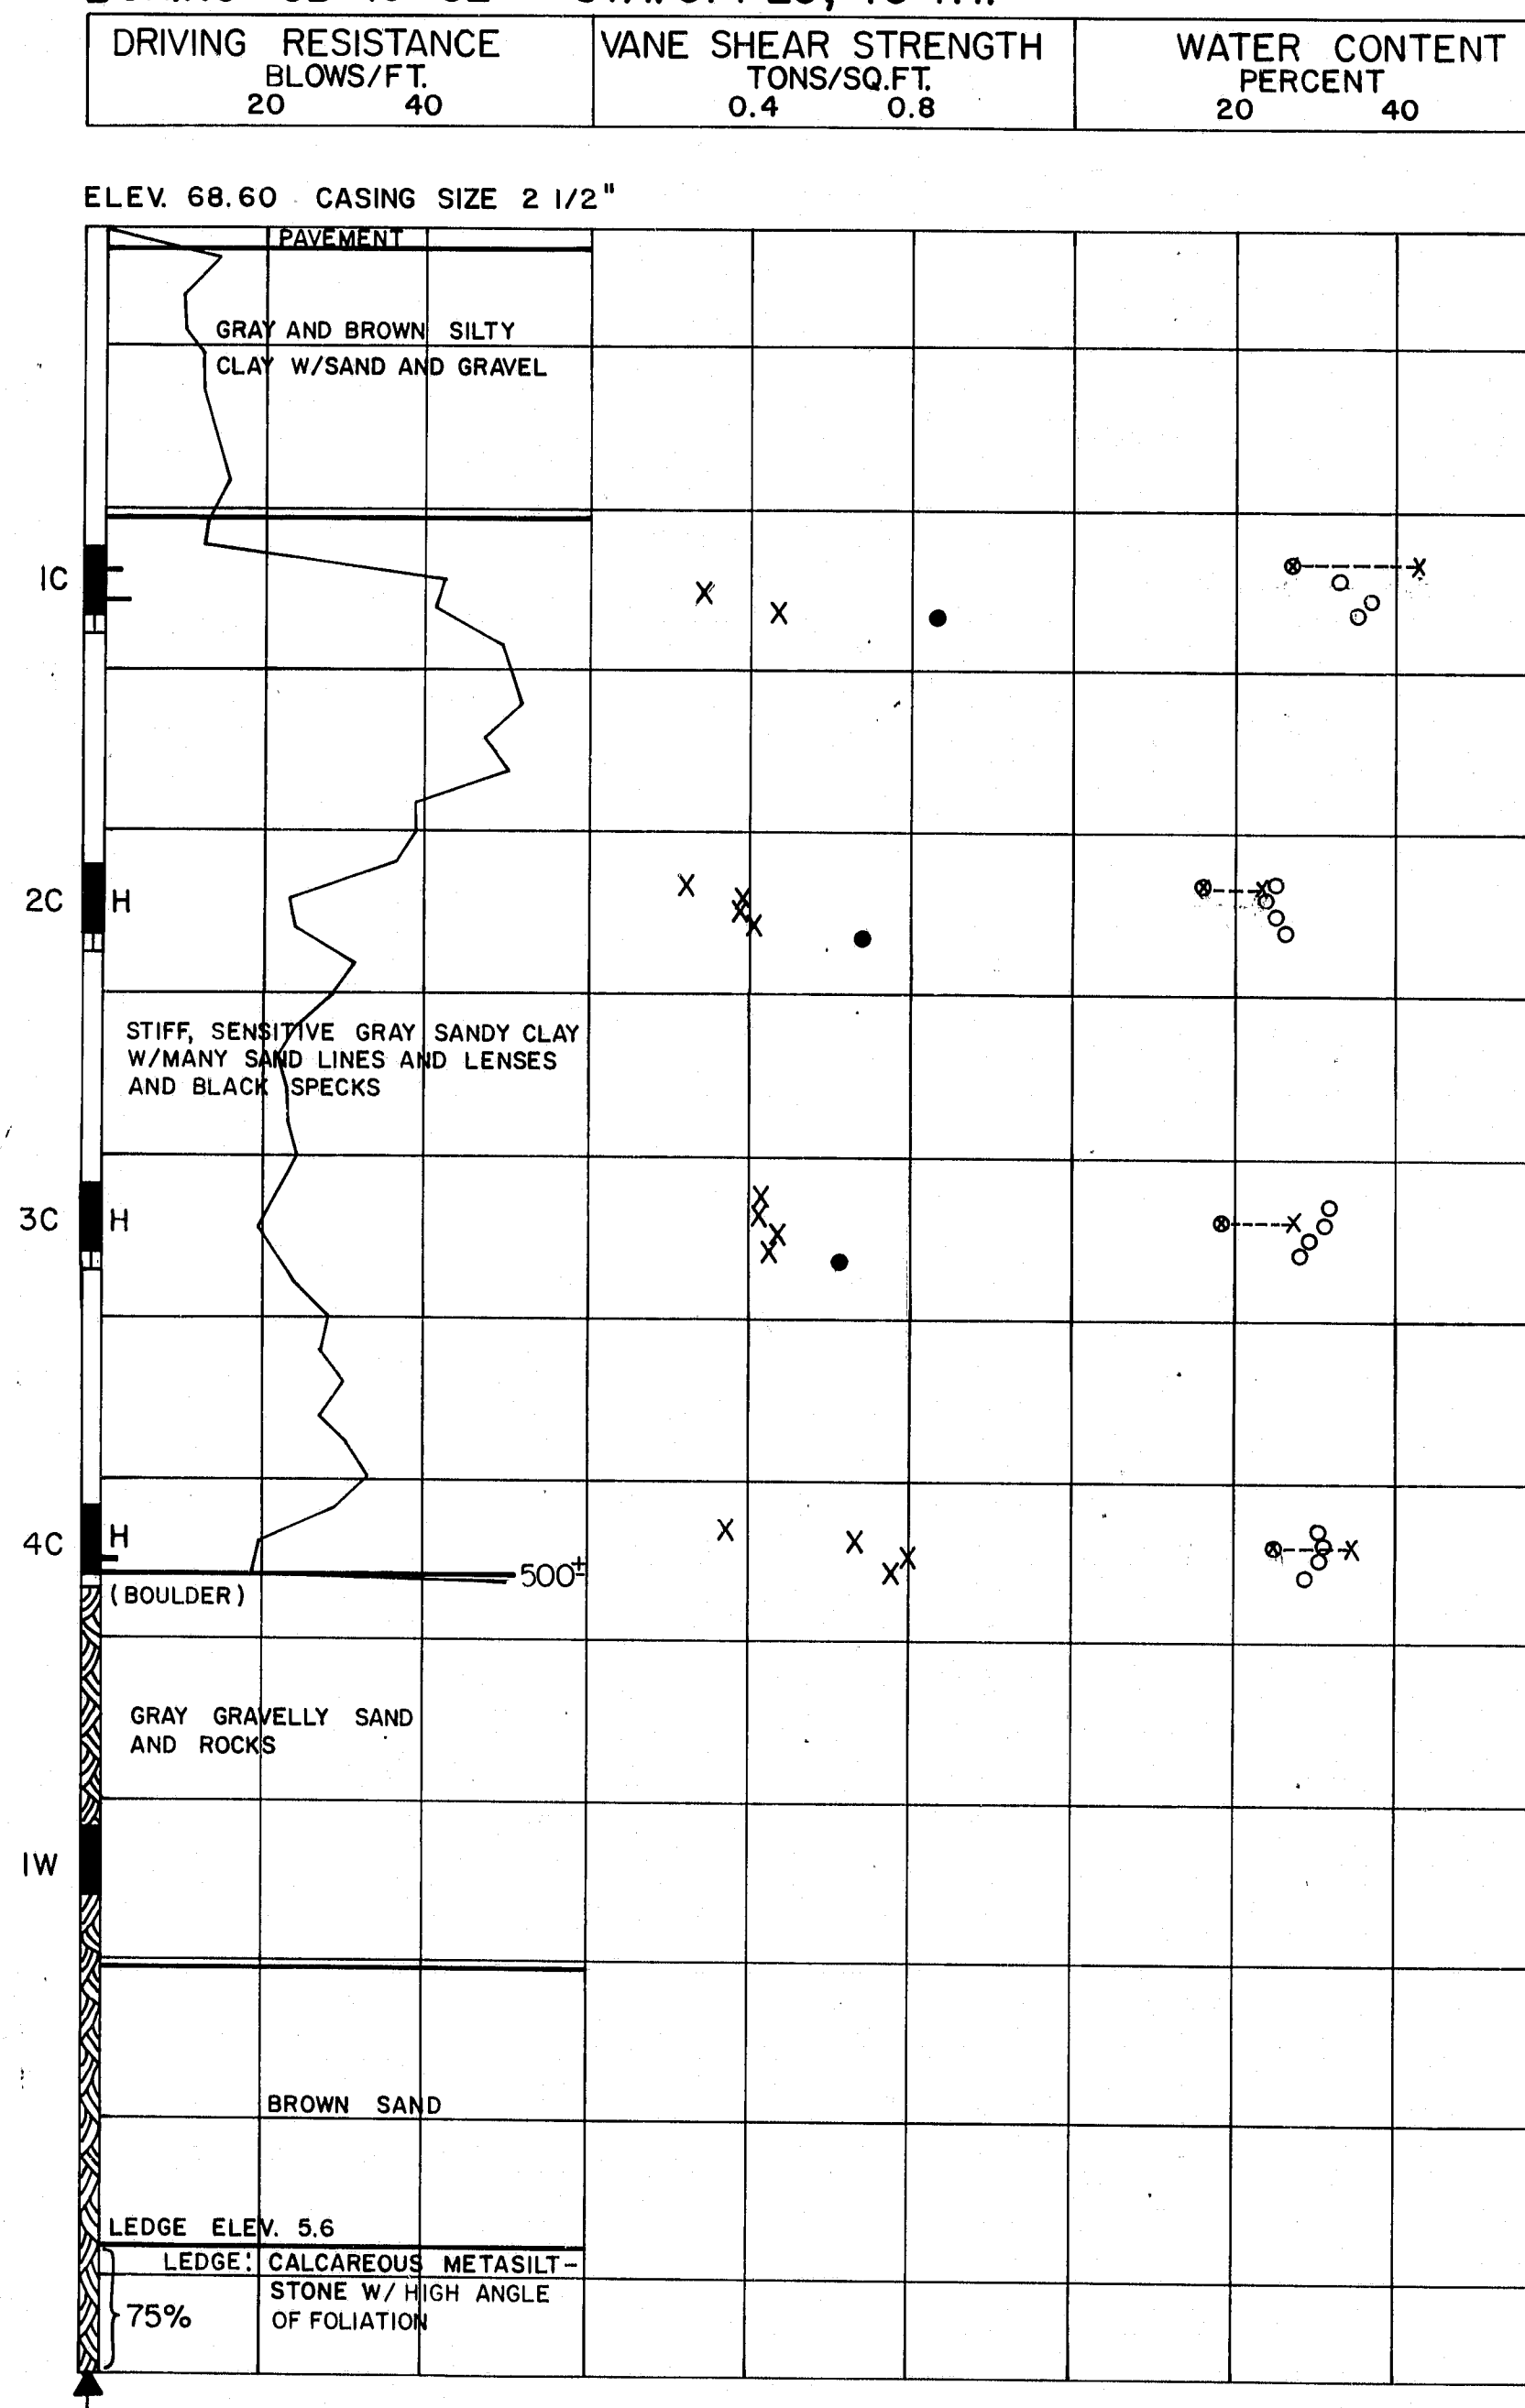 DRIVING RESISTANCE
BLOWS/FT.
20 40
VANE SHEAR STRENGTH
TONS/SQ.FT.
0.4 0.8
WATER CONTENT
PERCENT
20 40
ELEV. 68.60 CASING SIZE 2 1/2"
PAVEMENT
GRAY AND BROWN SILTY
CLAY W/SAND AND GRAVEL
1C
2C H
STIFF, SENSITIVE GRAY SANDY CLAY
W/MANY SAND LINES AND LENSES
AND BLACK SPECKS
3C H
4C H
500±
(BOULDER)
GRAY GRAVELLY SAND
AND ROCKS
1W
BROWN SAND
LEDGE ELEV. 5.6
LEDGE: CALCAREOUS METASILT-
STONE W/ HIGH ANGLE
OF FOLIATION
75%